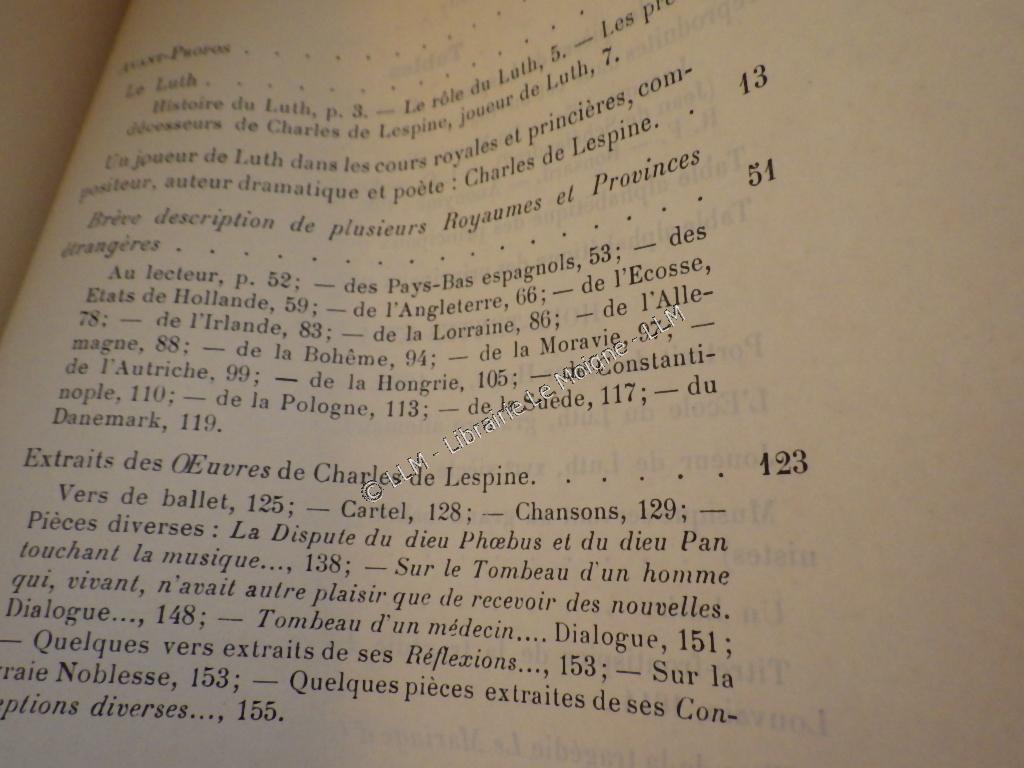 AVANT-PROPOS . . . . . . . . .
Le Luth . . . . . . . . .
Histoire du Luth, p. 3. — Le rôle du Luth, 5. — Les pré-
décesseurs de Charles de Lespine, joueur de Luth, 7.
Un joueur de Luth dans les cours royales et princières, com-
positeur, auteur dramatique et poète : Charles de Lespine. . 13
Brève description de plusieurs Royaumes et Provinces
étrangères . . . . . . . . . . . . . 51
Au lecteur, p. 52; — des Pays-Bas espagnols, 53; — des
Etats de Hollande, 59; — de l'Angleterre, 66; — de l'Ecosse,
78; — de l'Irlande, 83; — de la Lorraine, 86; — de l'Alle-
magne, 88; — de la Bohême, 94; — de la Moravie, 97; —
de l'Autriche, 99; — de la Hongrie, 105; — de Constanti-
nople, 110; — de la Pologne, 113; — de la Suède, 117; — du
Danemark, 119.
Extraits des Œuvres de Charles de Lespine. . . . . . 123
Vers de ballet, 125; — Cartel, 128; — Chansons, 129; —
Pièces diverses : La Dispute du dieu Phœbus et du dieu Pan
touchant la musique..., 138; — Sur le Tombeau d'un homme
qui, vivant, n'avait autre plaisir que de recevoir des nouvelles.
Dialogue..., 148; — Tombeau d'un médecin.... Dialogue, 151;
— Quelques vers extraits de ses Réflexions..., 153; — Sur la
vraie Noblesse, 153; — Quelques pièces extraites de ses Con-
ceptions diverses..., 155.
© LLM - Librairie Le Moigne - LLM